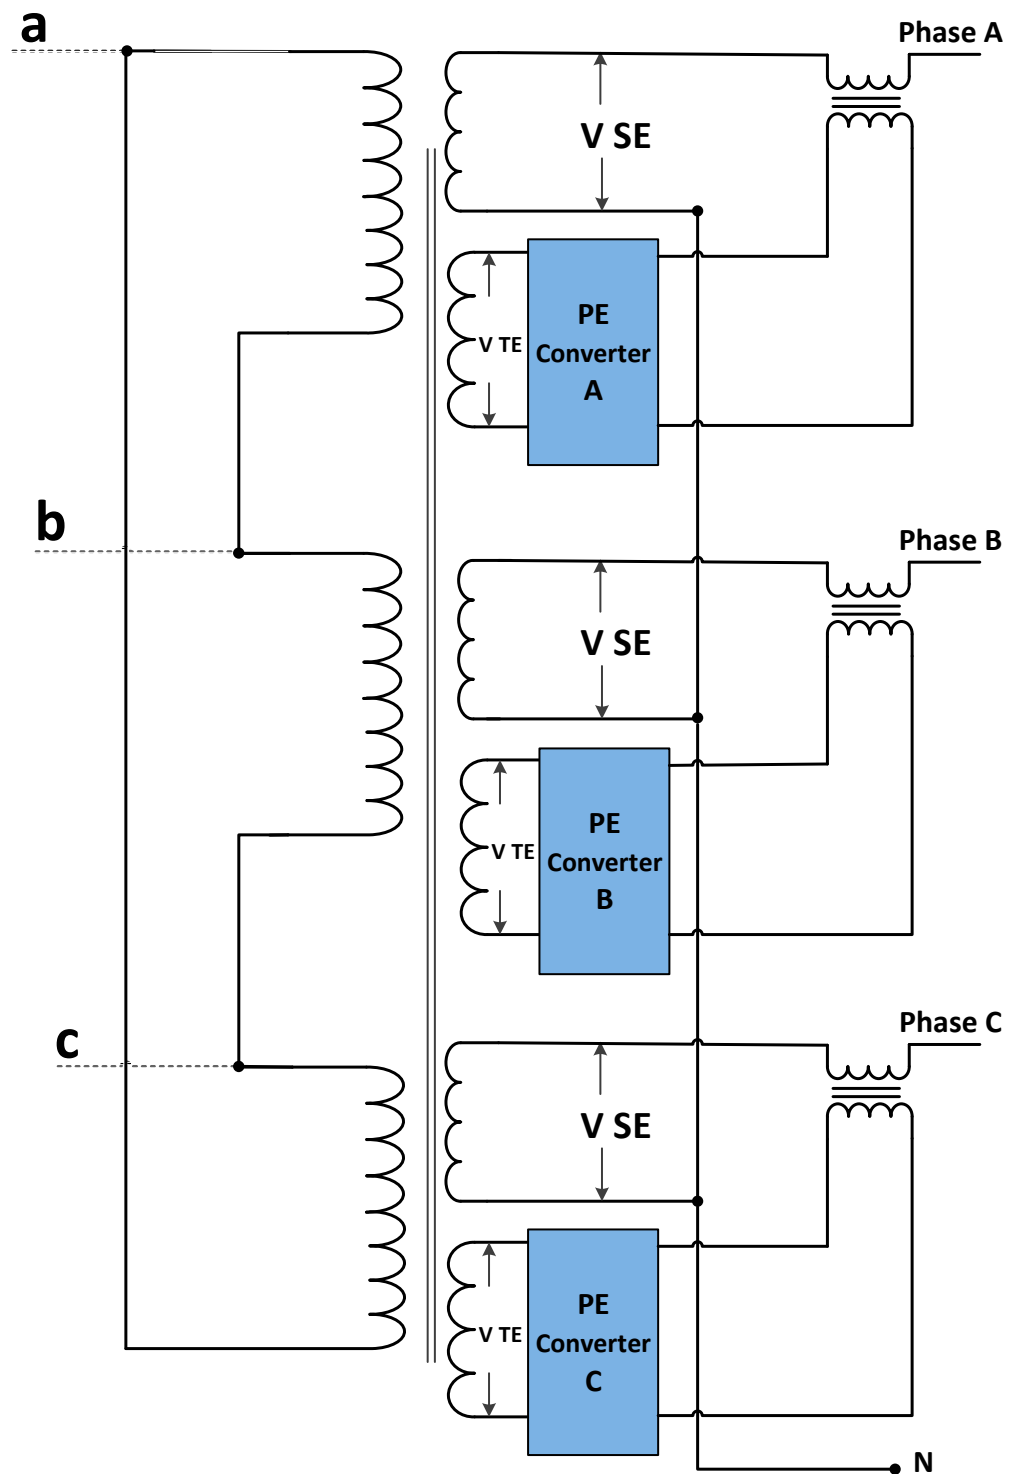 a
Phase A
V SE
PE
Converter
A
V TE
b
Phase B
V SE
PE
Converter
B
V TE
c
Phase C
V SE
PE
Converter
C
V TE
N